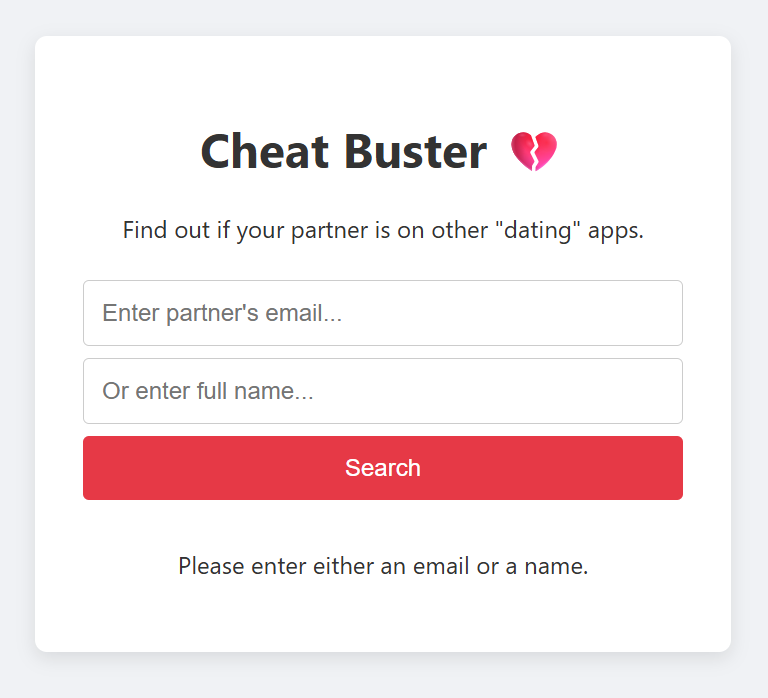 Cheat Buster 💔
Find out if your partner is on other "dating" apps.
Enter partner's email...
Or enter full name...
Search
Please enter either an email or a name.